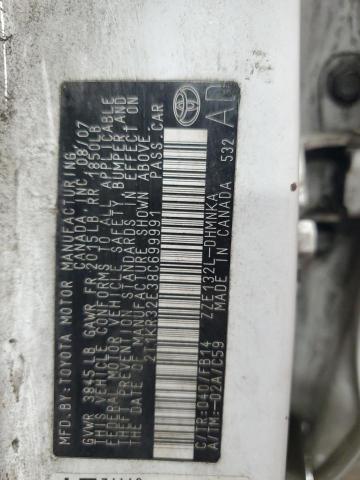 MFD.BY:TOYOTA MOTOR MANUFACTURING
CANADA INC. 08/07
GVWR 3845LB GAWR FR 2015LB RR 1850LB
THIS VEHICLE CONFORMS TO ALL APPLICABLE
FEDERAL MOTOR VEHICLE SAFETY, BUMPER, AND
THEFT PREVENTION STANDARDS IN EFFECT ON
THE DATE OF MANUFACTURE SHOWN ABOVE.
2T1KR32E38C699991 PASS.CAR
C/TR:040/FB14
A/TM:-02A/C59
ZZE132L-DHMNKA
MADE IN CANADA 532